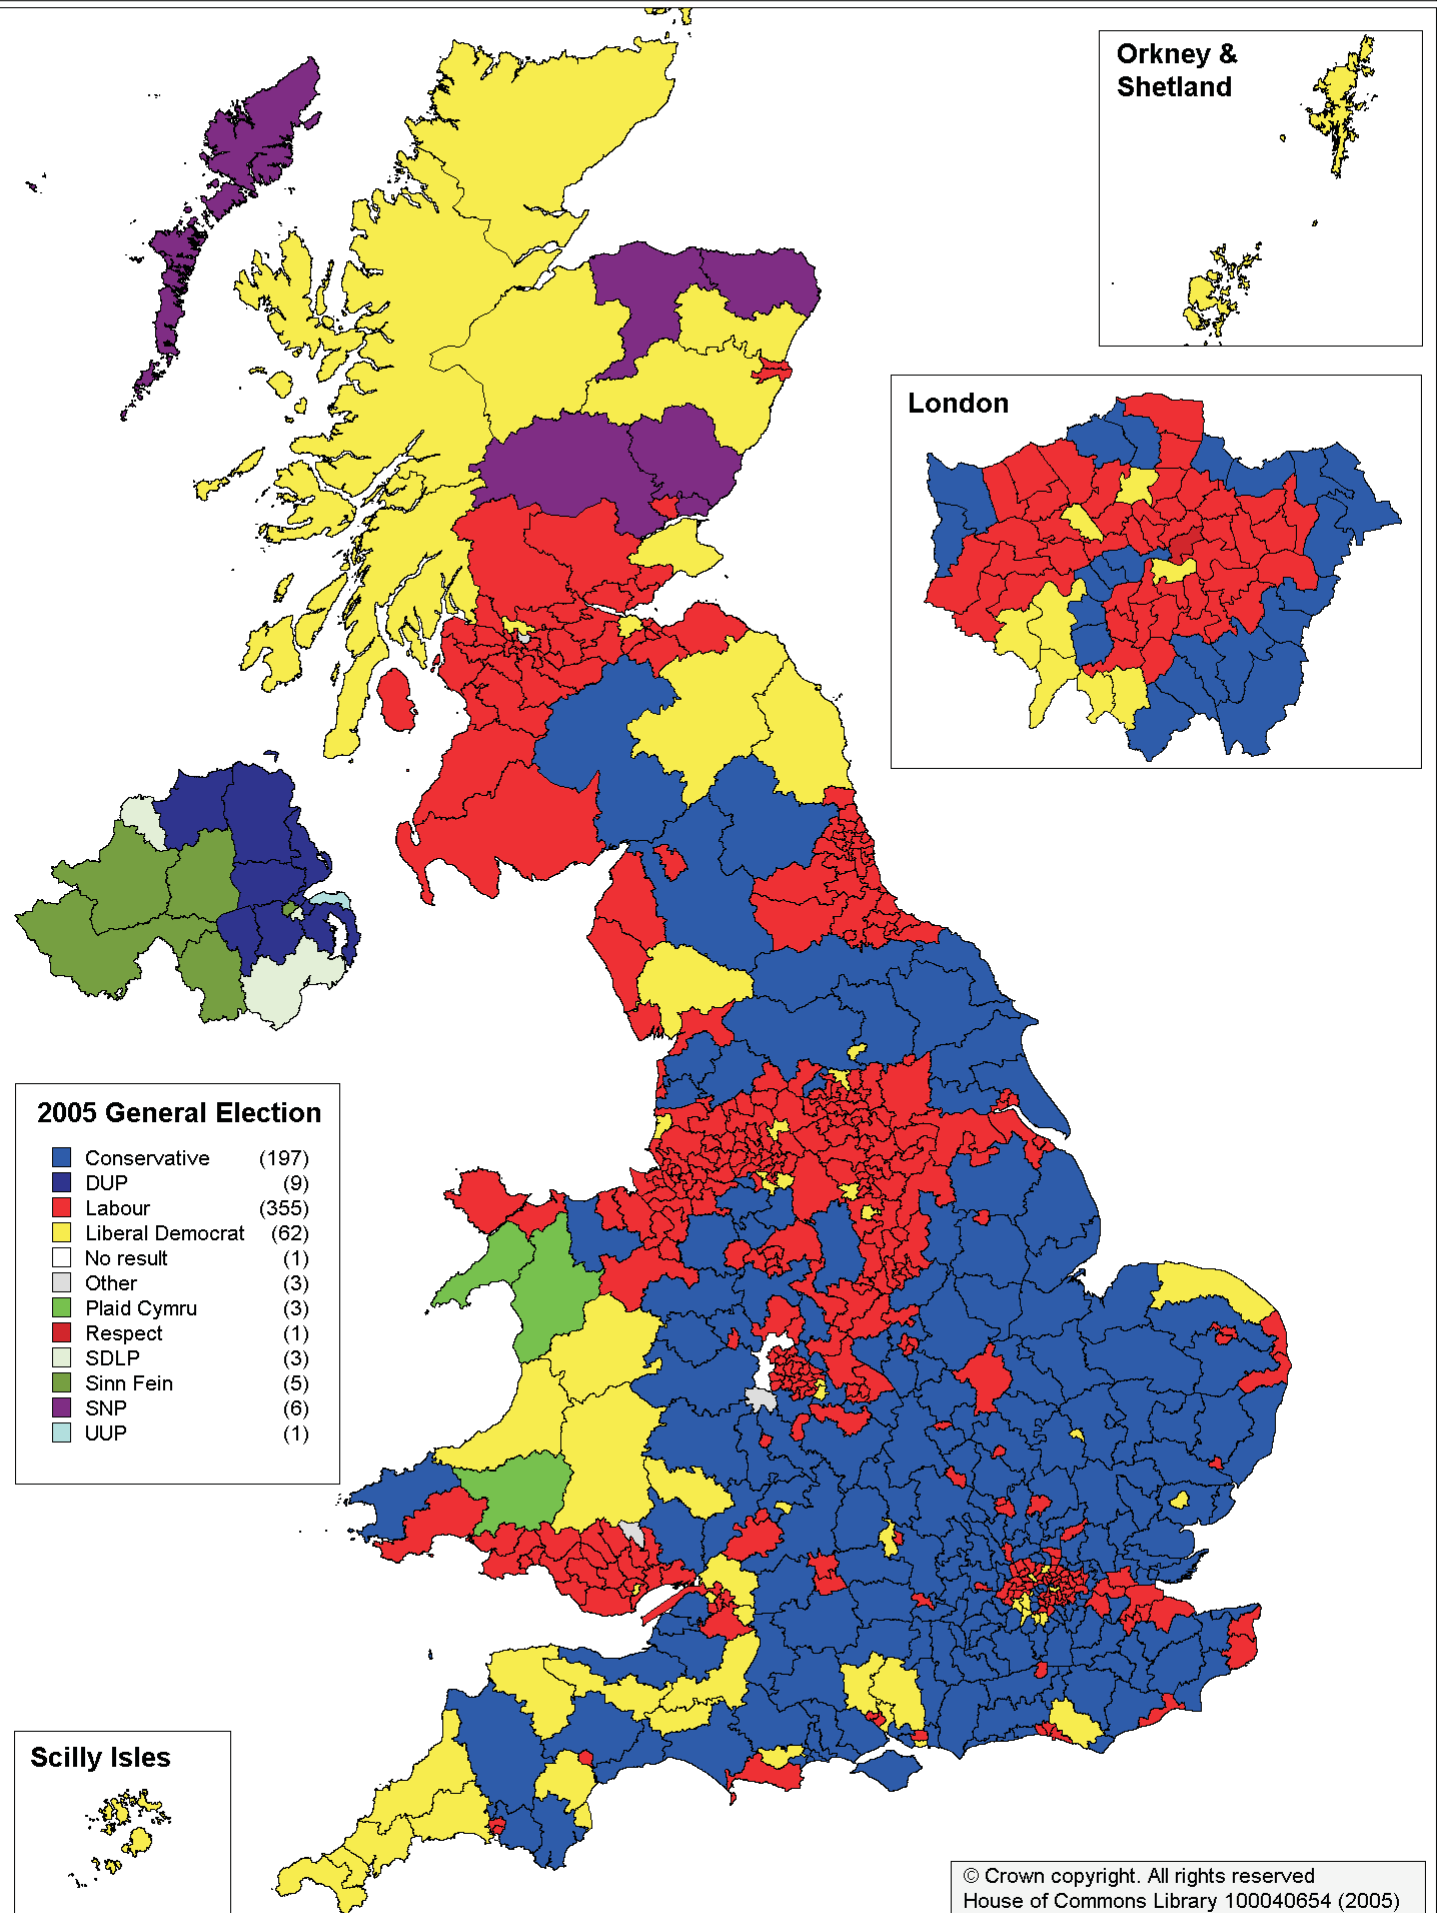 Orkney &
Shetland
London
2005 General Election
Conservative (197)
DUP (9)
Labour (355)
Liberal Democrat (62)
No result (1)
Other (3)
Plaid Cymru (3)
Respect (1)
SDLP (3)
Sinn Fein (5)
SNP (6)
UUP (1)
Scilly Isles
© Crown copyright. All rights reserved
House of Commons Library 100040654 (2005)